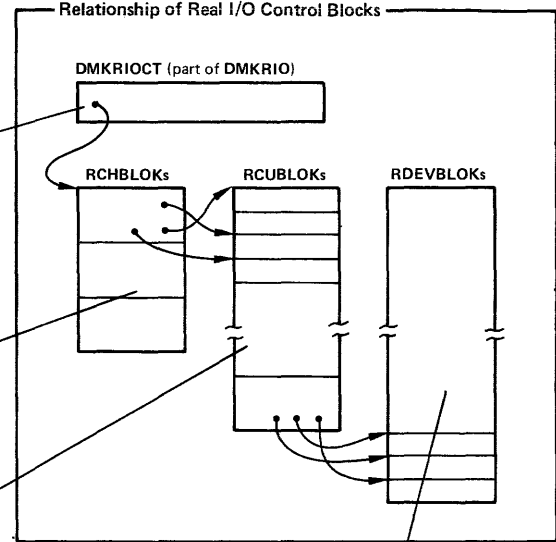 Relationship of Real I/O Control Blocks
DMKRIOCT (part of DMKRIO)
RCHBLOKs
RCUBLOKs
RDEVBLOKs